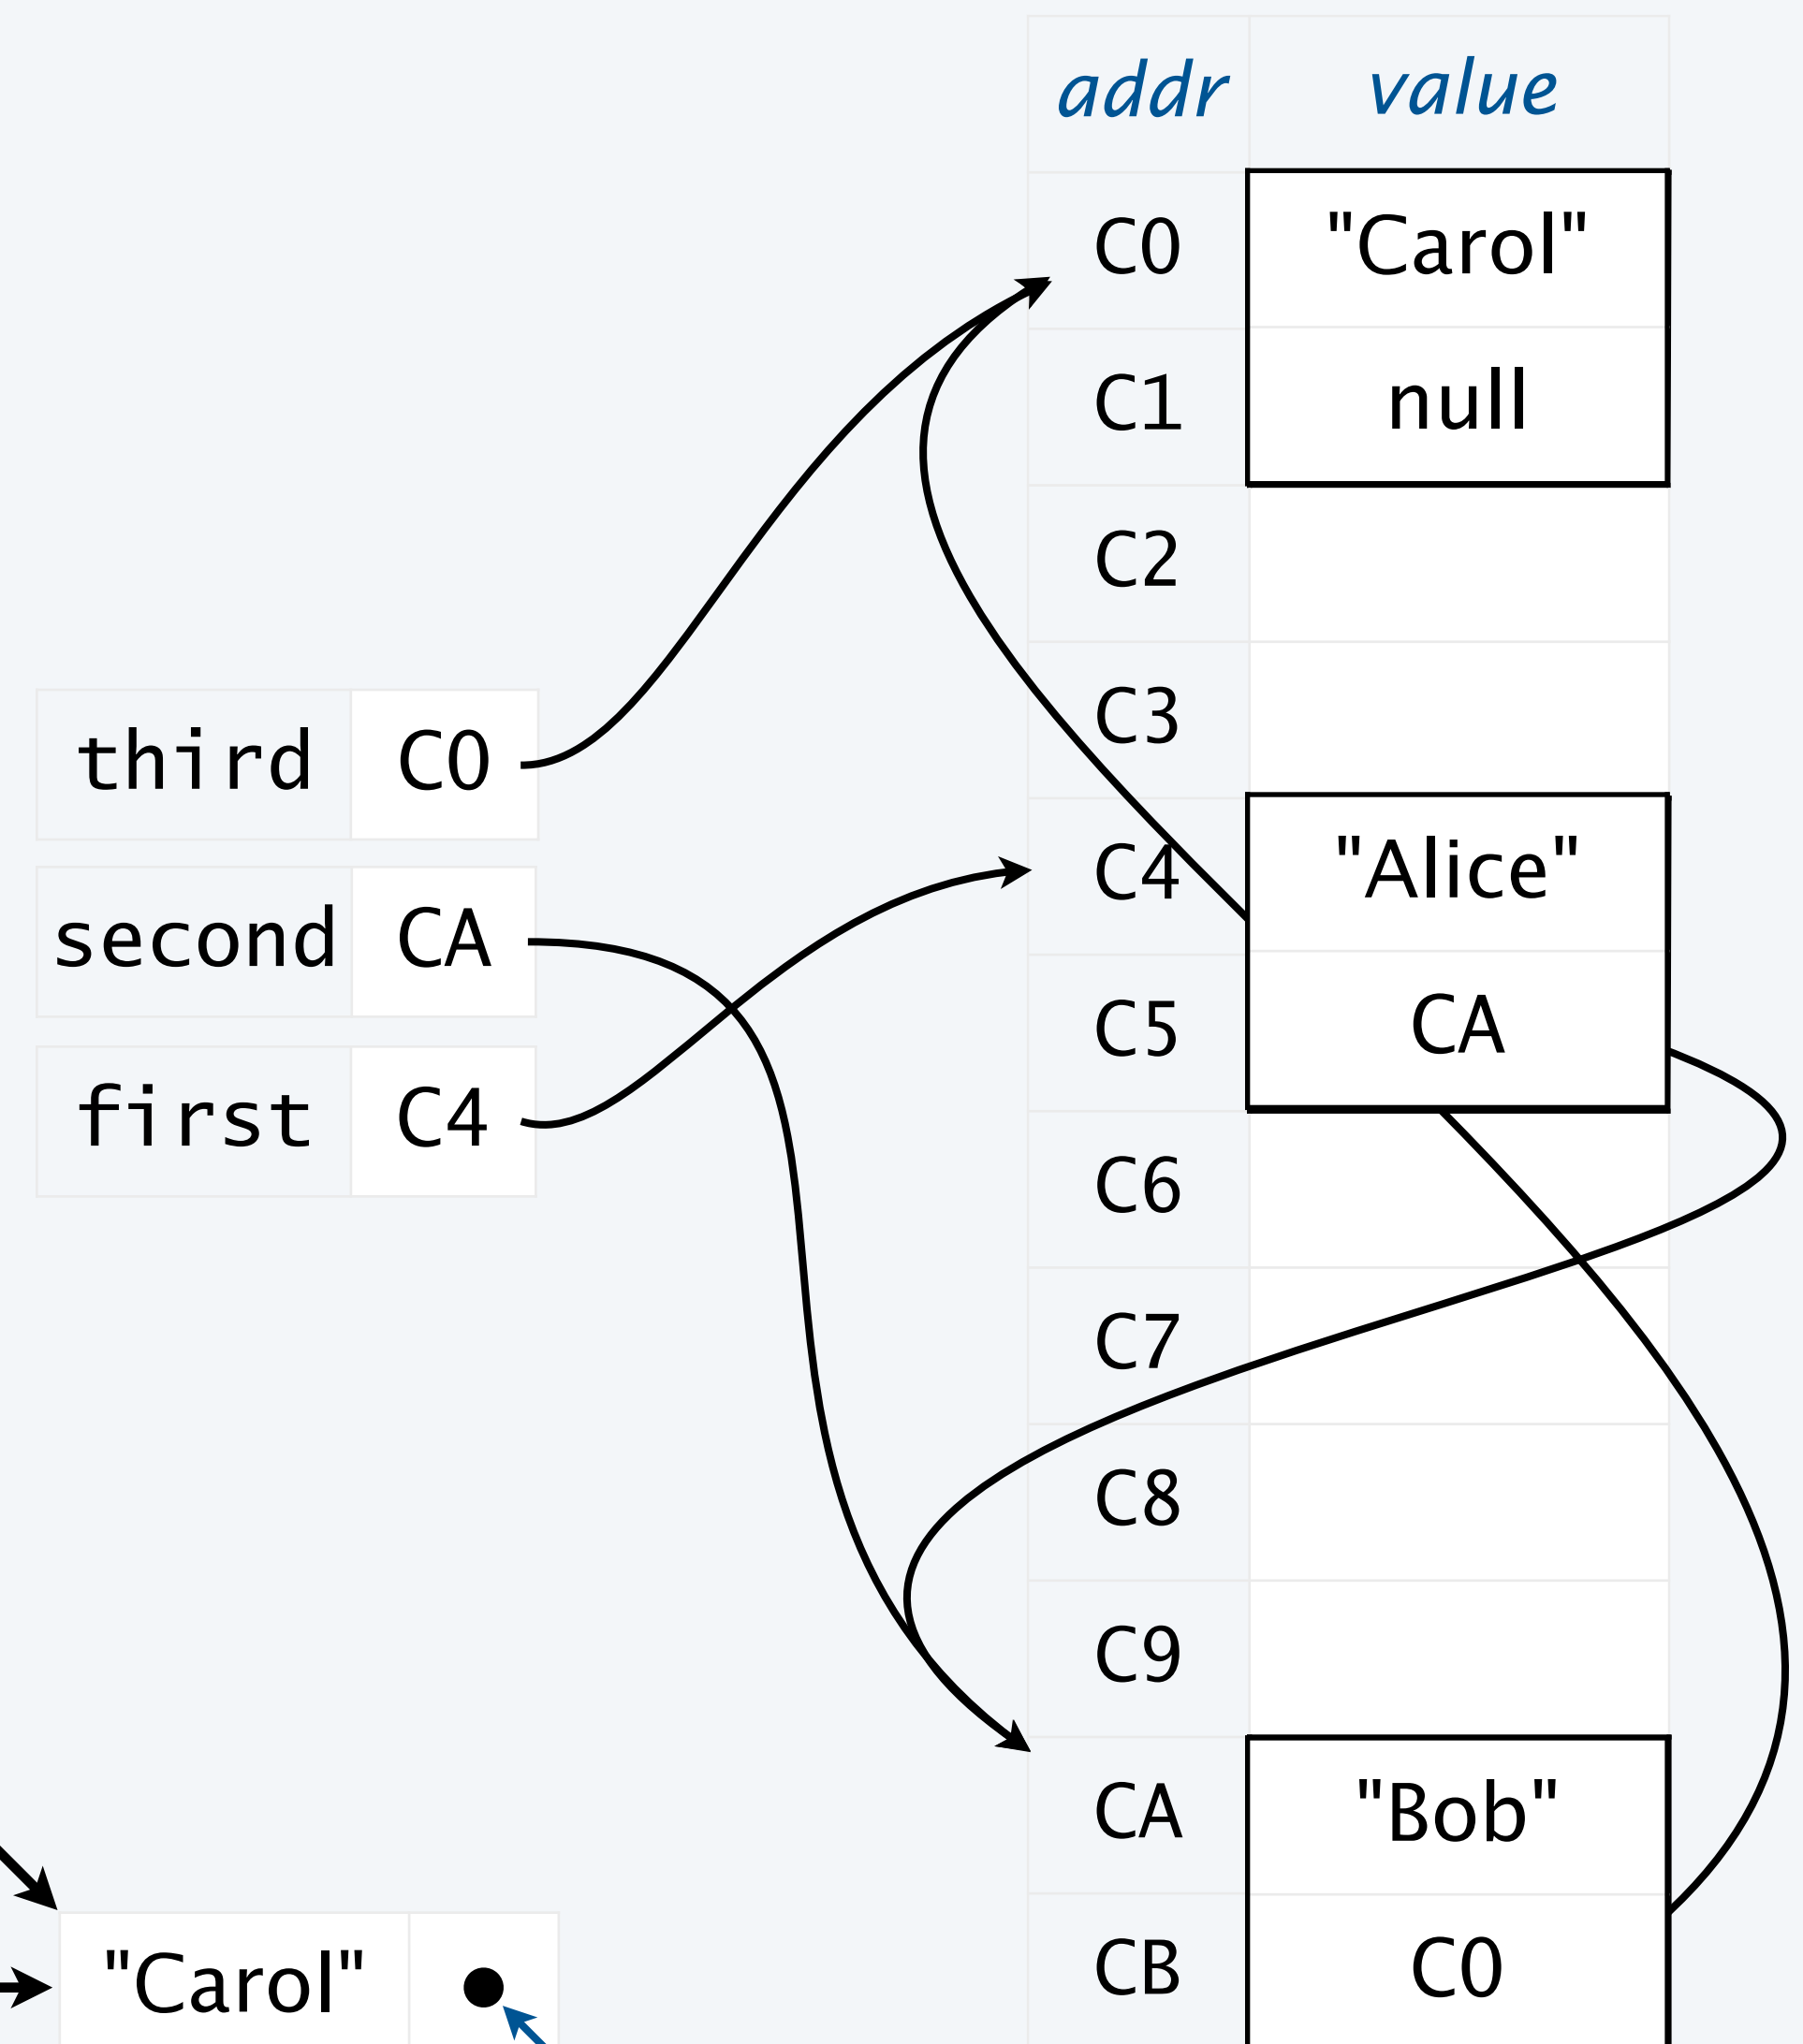 addr value
C0 "Carol"
C1 null
C2
C3
third C0
C4 "Alice"
second CA
C5 CA
first C4
C6
C7
C8
C9
CA "Bob"
CB C0
"Carol"